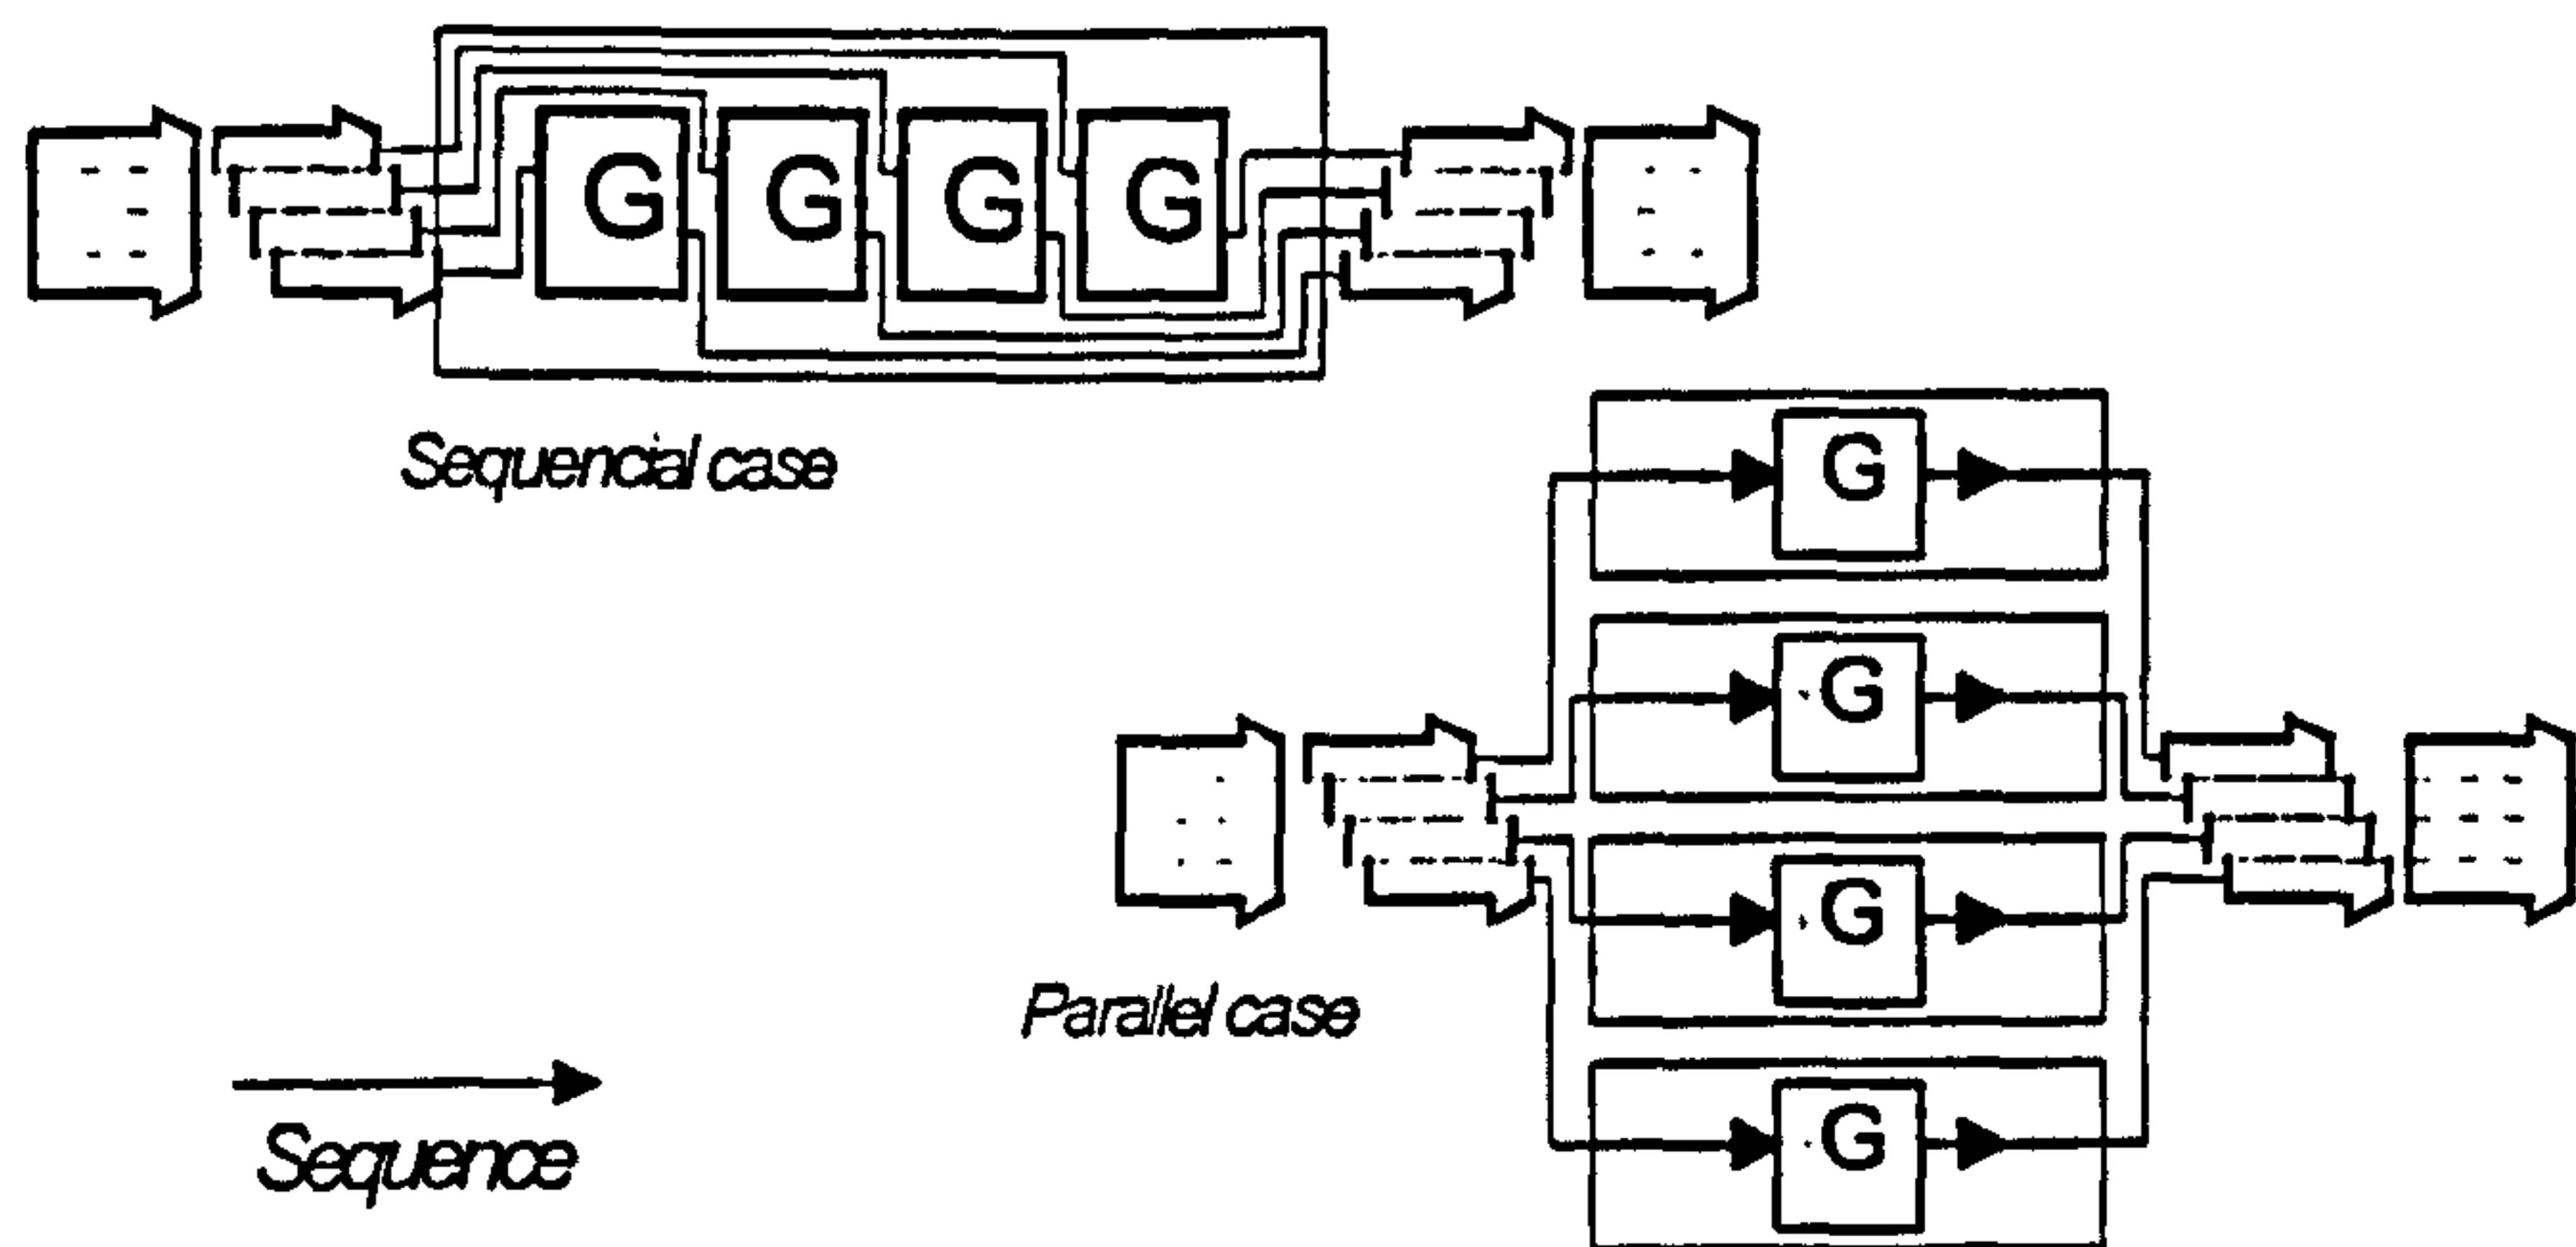 G G G G
Sequencial case
G
G
G
G
Parallel case
Sequence